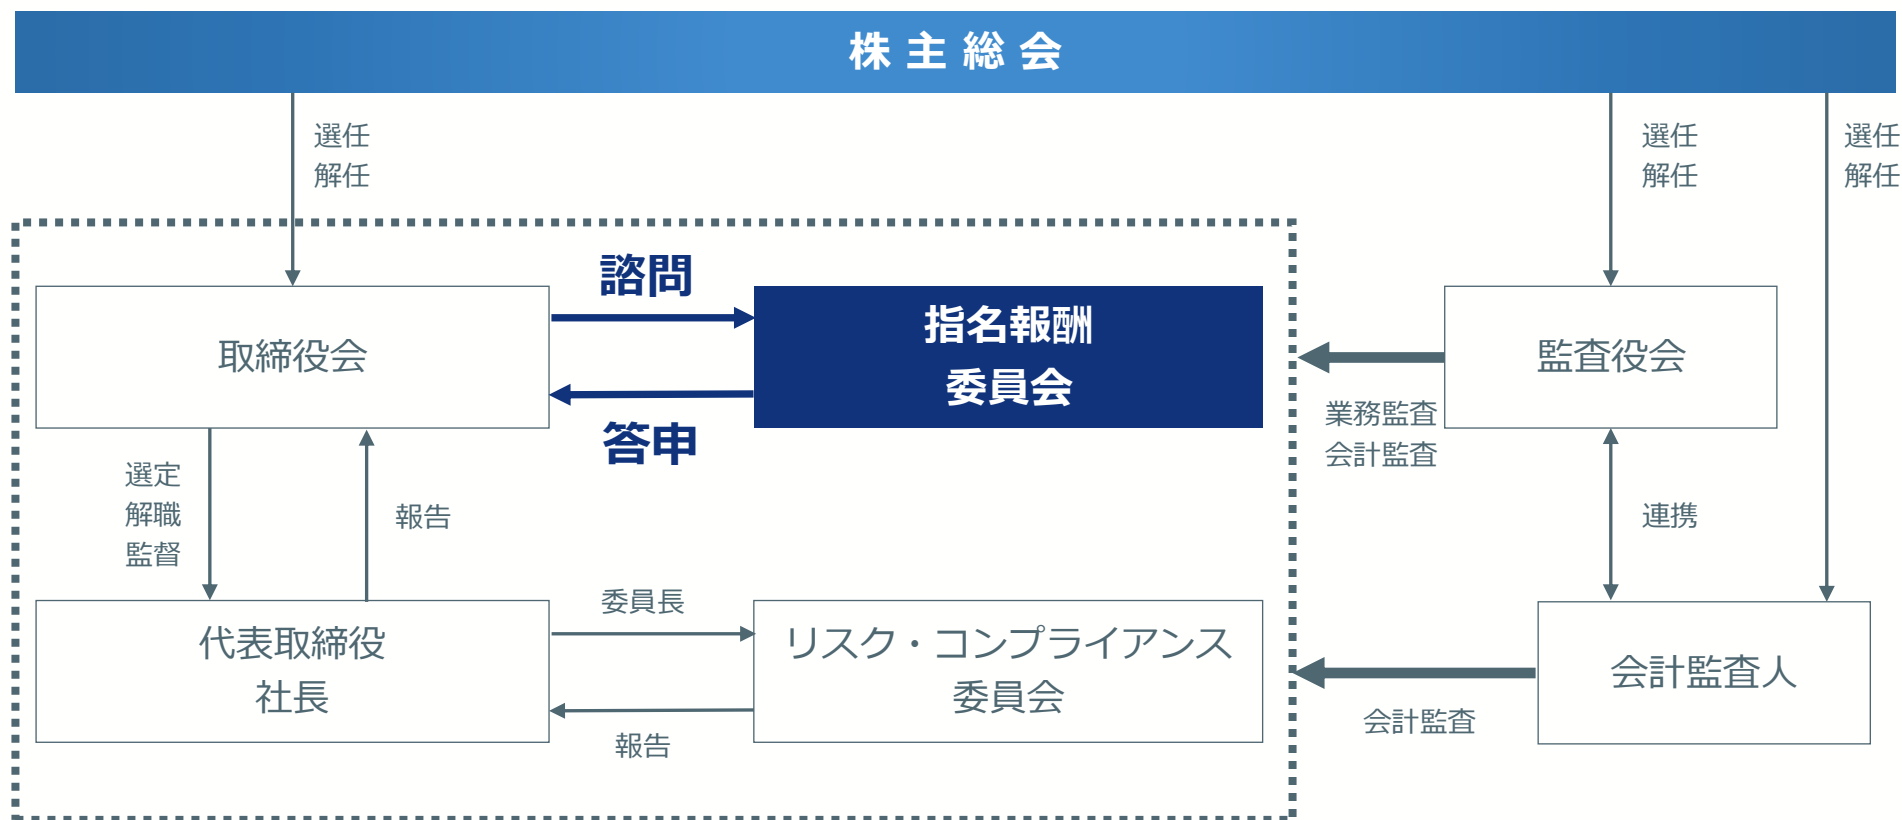 株主総会
選任
解任
選任
解任
選任
解任
諮問
取締役会
指名報酬
委員会
答申
監査役会
業務監査
会計監査
選定
解職
監督
報告
連携
委員長
代表取締役
社長
リスク・コンプライアンス
委員会
報告
会計監査人
会計監査